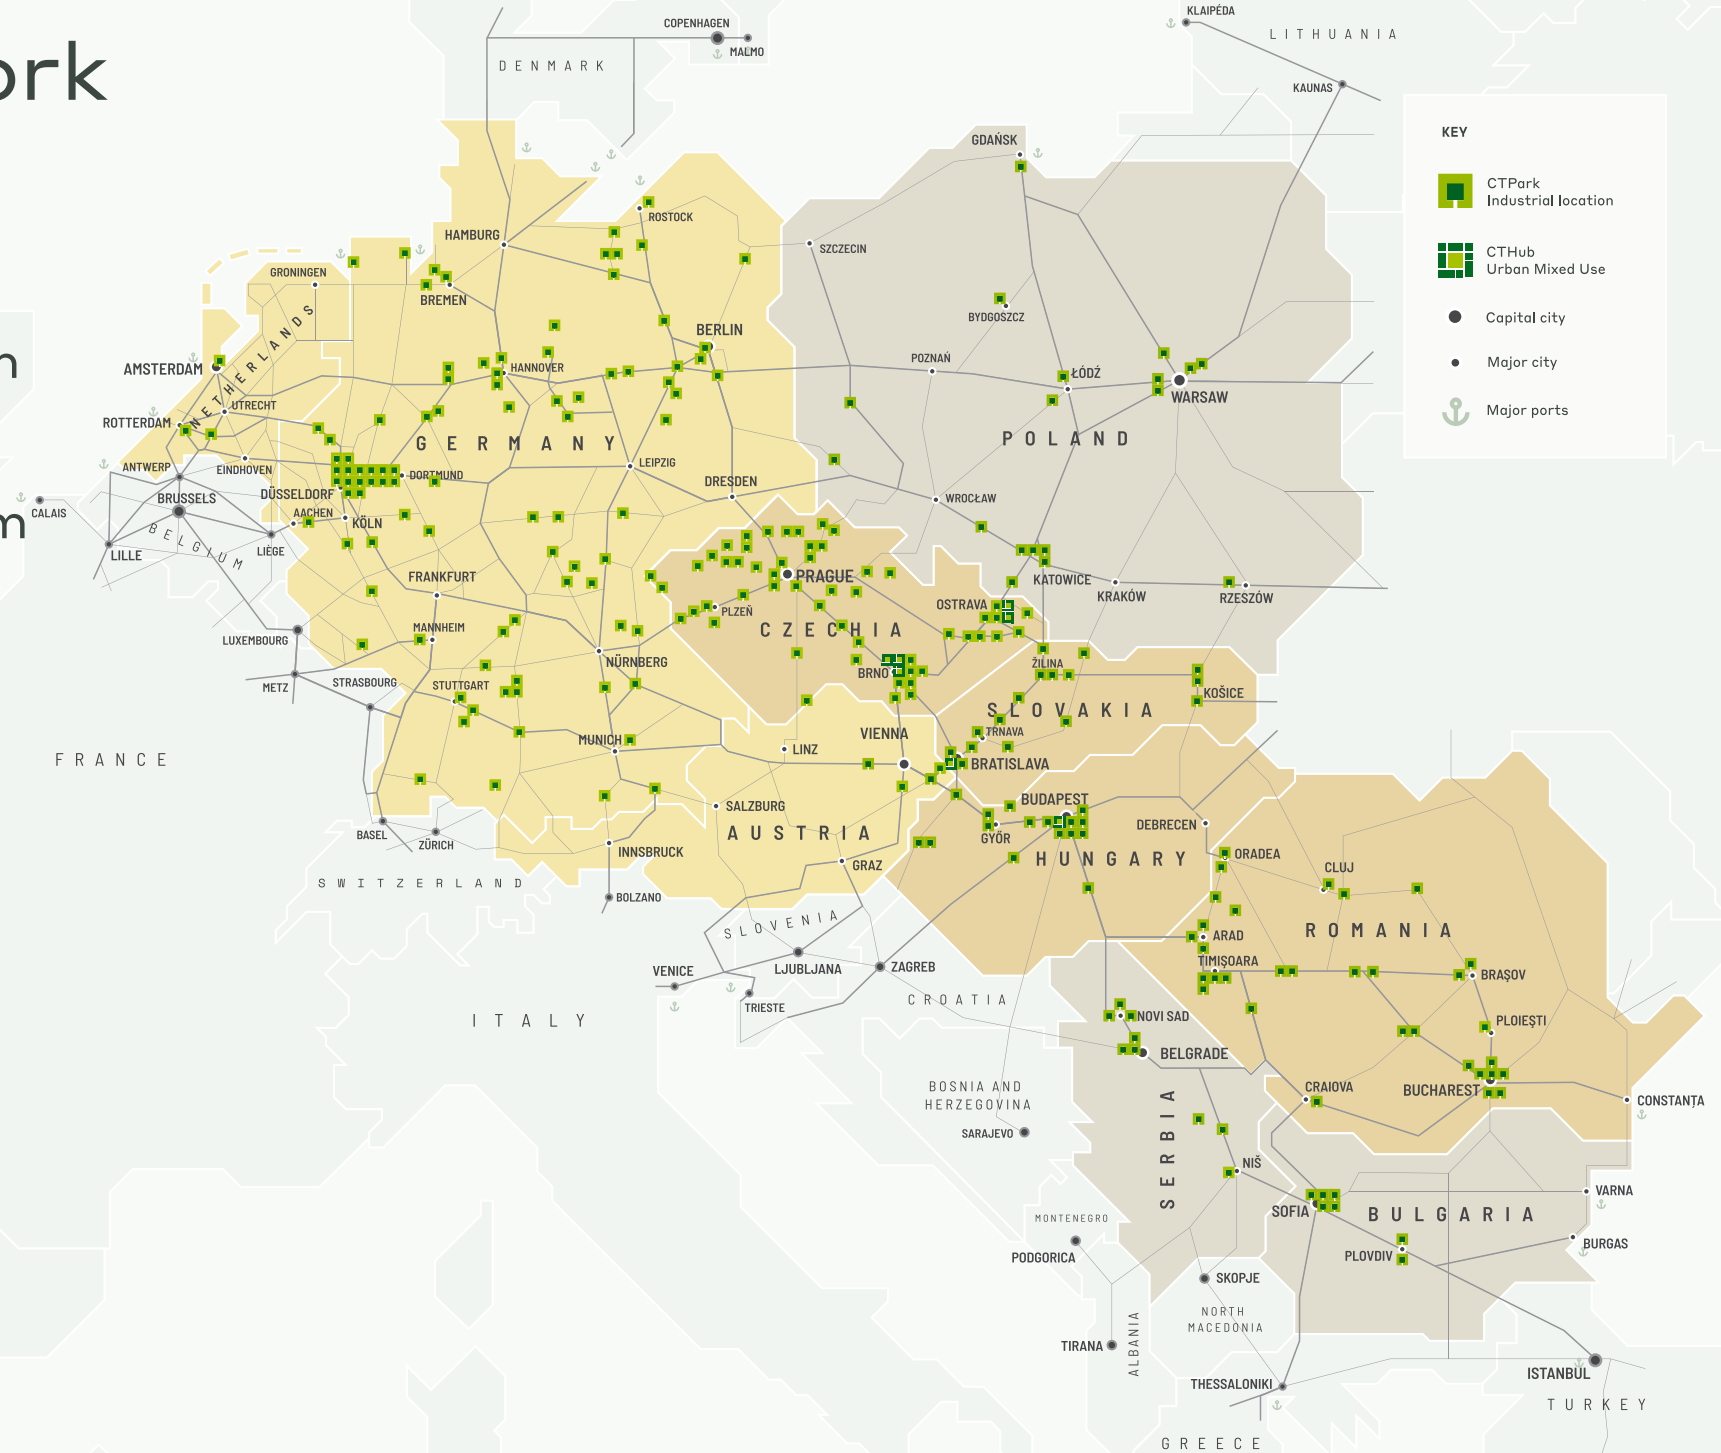 ork
n
m
KEY
CTPark
Industrial location
CTHub
Urban Mixed Use
Capital city
Major city
Major ports
COPENHAGEN
MALMO
DENMARK
KLAIPĖDA
LITHUANIA
KAUNAS
GDAŃSK
ROSTOCK
HAMBURG
SZCZECIN
GRONINGEN
BREMEN
BYDGOSZCZ
BERLIN
NETHERLANDS
AMSTERDAM
HANNOVER
POZNAŃ
ŁÓDŹ
WARSAW
UTRECHT
ROTTERDAM
GERMANY
POLAND
ANTWERP
EINDHOVEN
DORTMUND
LEIPZIG
DRESDEN
BRUSSELS
DÜSSELDORF
WROCŁAW
CALAIS
AACHEN
KÖLN
BELGIUM
LILLE
LIÈGE
FRANKFURT
PRAGUE
KATOWICE
KRAKÓW
RZESZÓW
OSTRAVA
PLZEŇ
CZECHIA
LUXEMBOURG
MANNHEIM
NÜRNBERG
ŽILINA
BRNO
METZ
STRASBOURG
STUTTGART
KOŠICE
SLOVAKIA
TRNAVA
VIENNA
MUNICH
LINZ
FRANCE
BRATISLAVA
BUDAPEST
SALZBURG
DEBRECEN
BASEL
ZÜRICH
AUSTRIA
GYÖR
HUNGARY
INNSBRUCK
GRAZ
ORADEA
CLUJ
SWITZERLAND
BOLZANO
SLOVENIA
ROMANIA
ARAD
TIMIŞOARA
BRAŞOV
VENICE
LJUBLJANA
ZAGREB
TRIESTE
CROATIA
NOVI SAD
PLOIEŞTI
ITALY
BELGRADE
BOSNIA AND
HERZEGOVINA
CRAIOVA
BUCHAREST
CONSTANȚA
SARAJEVO
SERBIA
NIŠ
VARNA
SOFIA
BULGARIA
MONTENEGRO
PODGORICA
PLOVDIV
BURGAS
SKOPJE
NORTH
MACEDONIA
TIRANA
ALBANIA
ISTANBUL
THESSALONIKI
TURKEY
GREECE